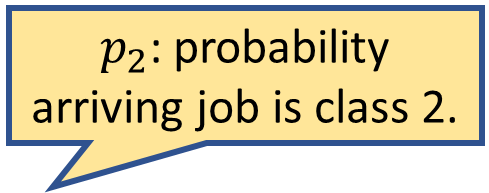 p₂: probability
arriving job is class 2.